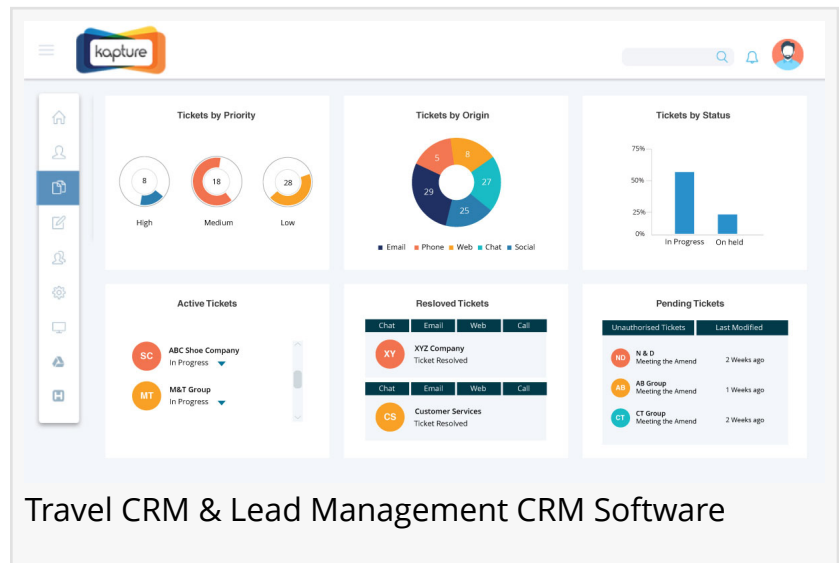 kapture
Tickets by Priority
8
18
28
High
Medium
Low
Tickets by Origin
5
8
29
27
25
Email Phone Web Chat Social
Tickets by Status
75%
50%
25%
0%
In Progress On held
Active Tickets
SC
ABC Shoe Company
In Progress
MT
M&T Group
In Progress
Resloved Tickets
Chat Email Web Call
XY
XYZ Company
Ticket Resolved
Chat Email Web Call
CS
Customer Services
Ticket Resolved
Pending Tickets
Unauthorised Tickets Last Modified
ND
N & D
Meeting the Amend
2 Weeks ago
AB
AB Group
Meeting the Amend
1 Weeks ago
CT
CT Group
Meeting the Amend
2 Weeks ago
H
Travel CRM & Lead Management CRM Software